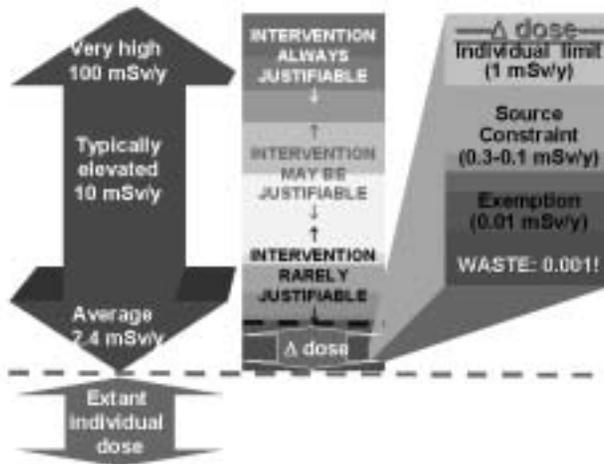 Very high
100 mSv/y
Typically
elevated
10 mSv/y
Average
2.4 mSv/y
Extant
individual
dose
INTERVENTION
ALWAYS
JUSTIFIABLE
↓
↑
INTERVENTION
MAY BE
JUSTIFIABLE
↓
↑
INTERVENTION
RARELY
JUSTIFIABLE
↓
Δ dose
Δ dose
Individual limit
(1 mSv/y)
Source
Constraint
(0.3-0.1 mSv/y)
Exemption
(0.01 mSv/y)
WASTE: 0.001!